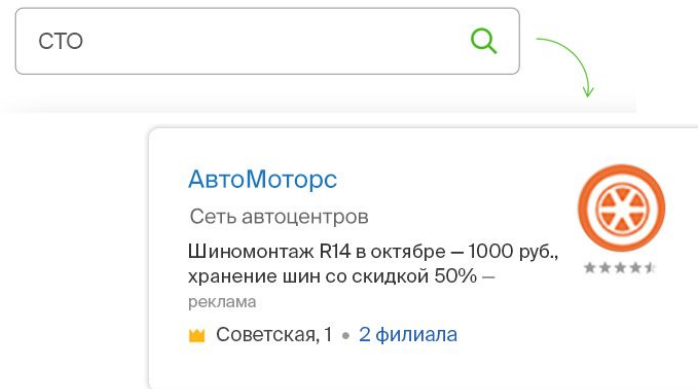 СТО
АвтоМоторс
Сеть автоцентров
Шиномонтаж R14 в октябре — 1000 руб.,
хранение шин со скидкой 50% —
реклама
Советская, 1 • 2 филиала